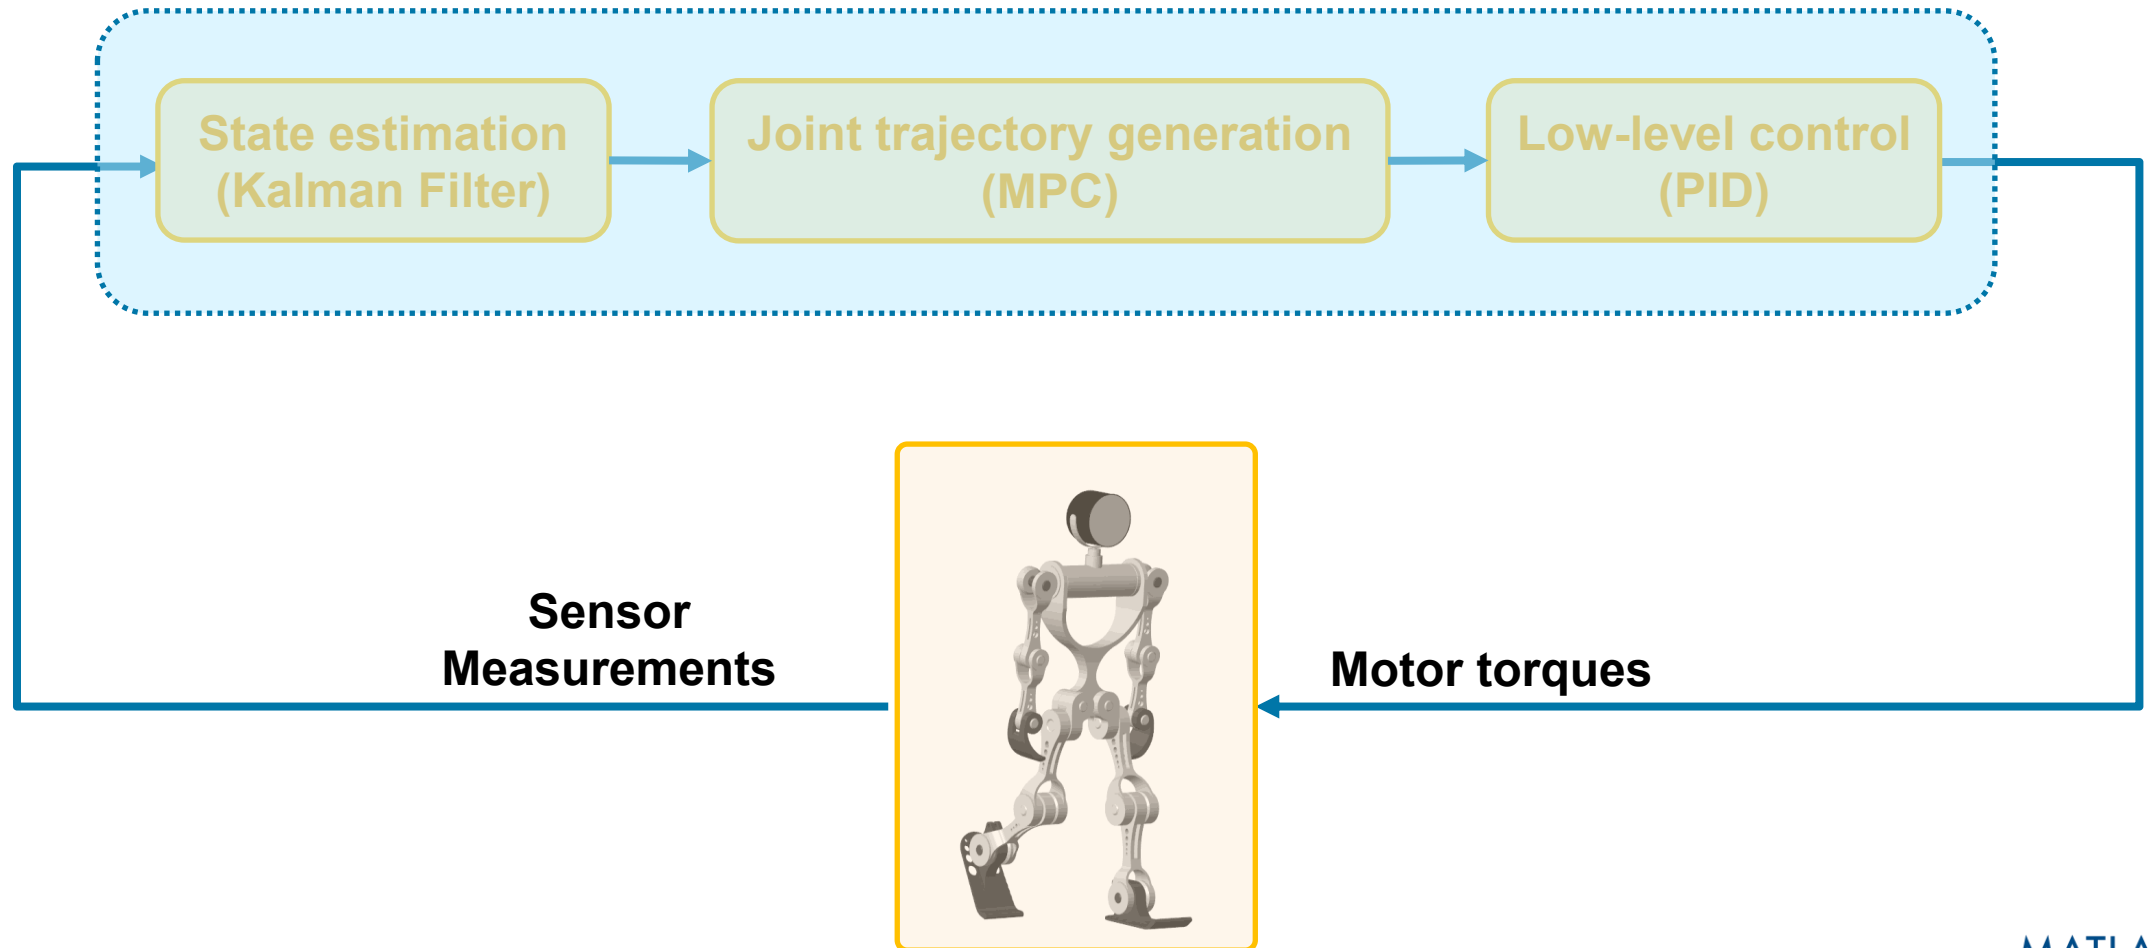 State estimation
(Kalman Filter)
Joint trajectory generation
(MPC)
Low-level control
(PID)
Sensor
Measurements
Motor torques